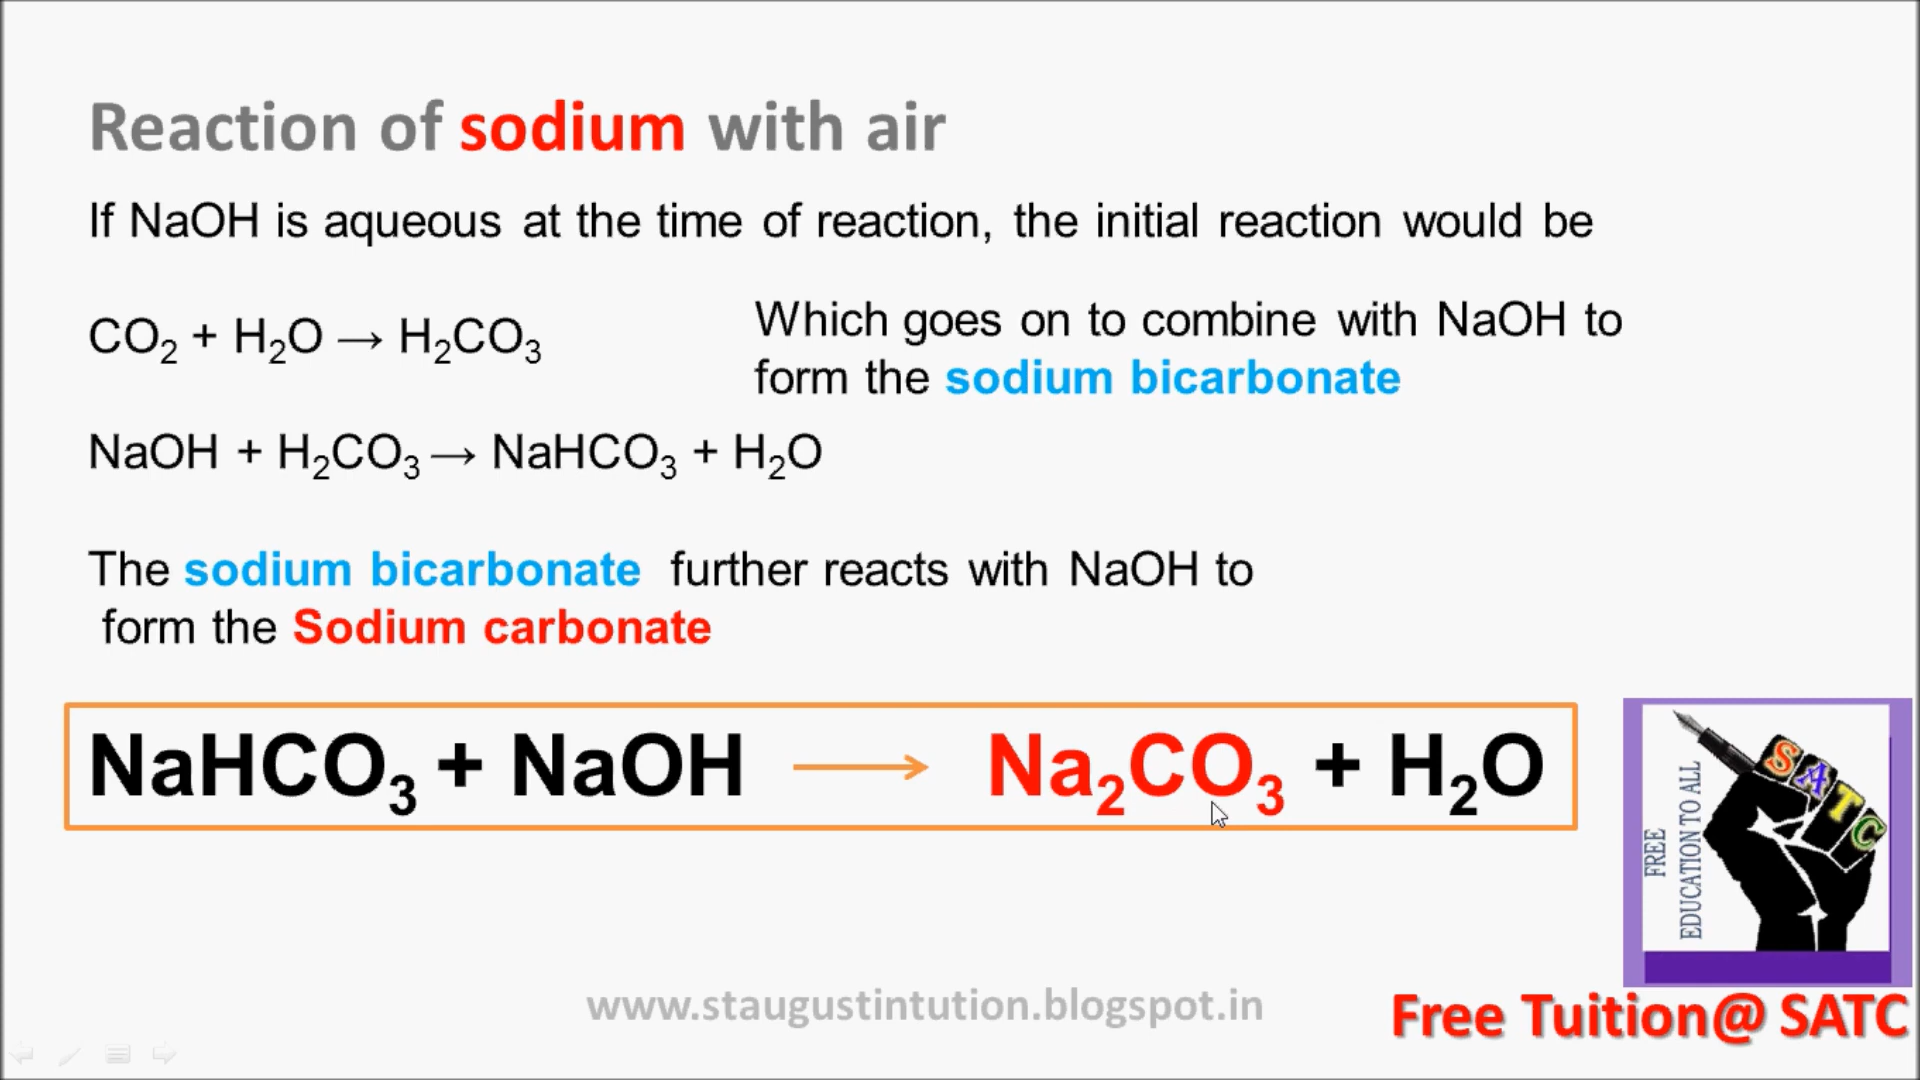 Reaction of sodium with air
If NaOH is aqueous at the time of reaction, the initial reaction would be
CO₂ + H₂O → H₂CO₃
Which goes on to combine with NaOH to
form the sodium bicarbonate
NaOH + H₂CO₃ → NaHCO₃ + H₂O
The sodium bicarbonate further reacts with NaOH to
form the Sodium carbonate
NaHCO₃ + NaOH → Na₂CO₃ + H₂O
FREE
EDUCATION TO ALL
SATC
www.staugustintution.blogspot.in
Free Tuition@ SATC